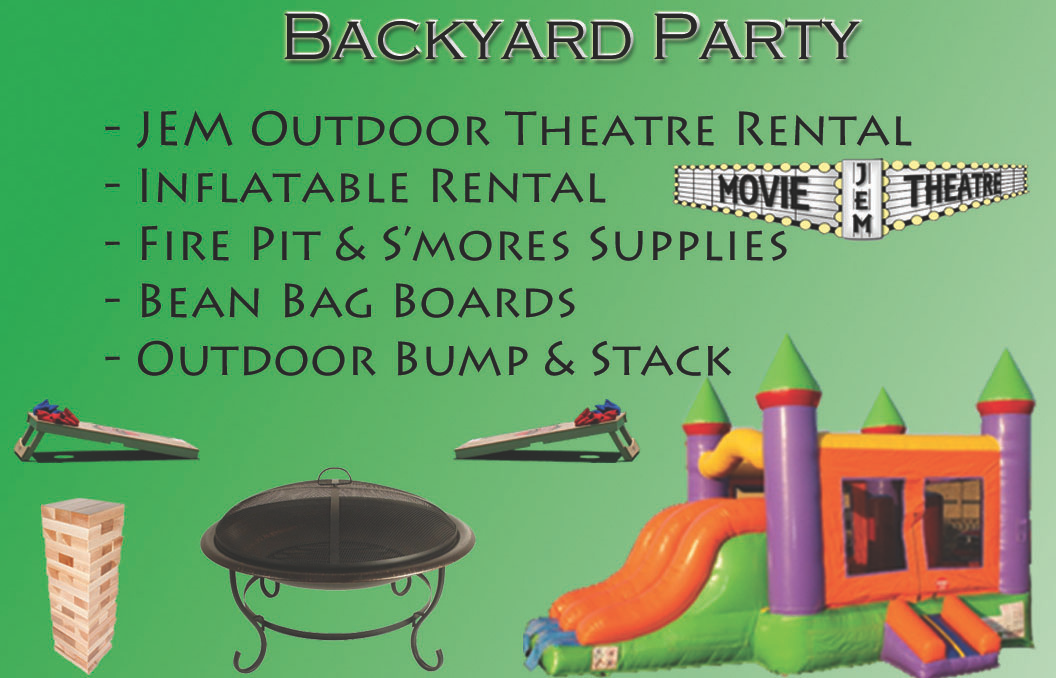 Backyard Party
- JEM Outdoor Theatre Rental
- Inflatable Rental
MOVIE JEM THEATRE
- Fire Pit & S’mores Supplies
- Bean Bag Boards
- Outdoor Bump & Stack